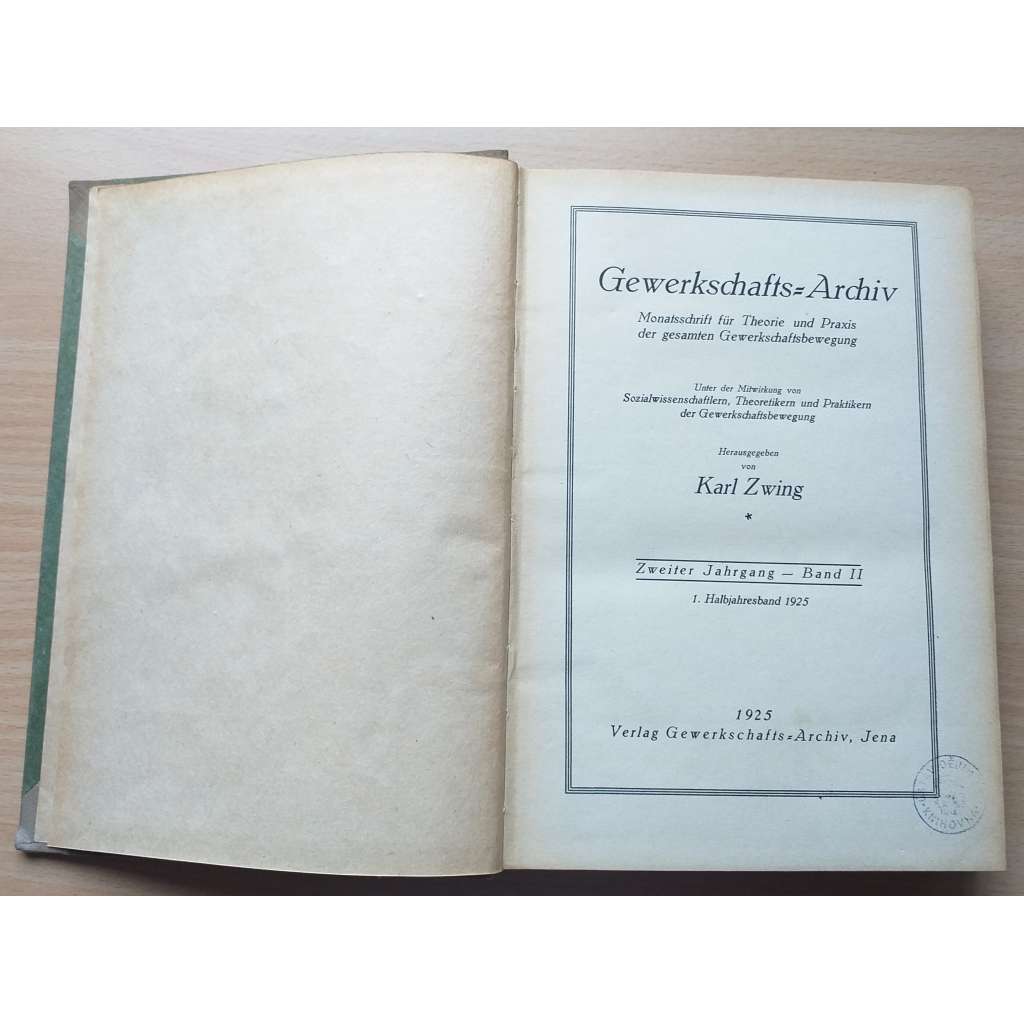 Gewerkschafts=Archiv
Monatsschrift für Theorie und Praxis
der gesamten Gewerkschaftsbewegung
Unter der Mitwirkung von
Sozialwissenschaftlern, Theoretikern und Praktikern
der Gewerkschaftsbewegung
Herausgegeben
von
Karl Zwing
*
Zweiter Jahrgang — Band II
1. Halbjahresband 1925
1925
Verlag Gewerkschafts=Archiv, Jena
KNIHOVNA